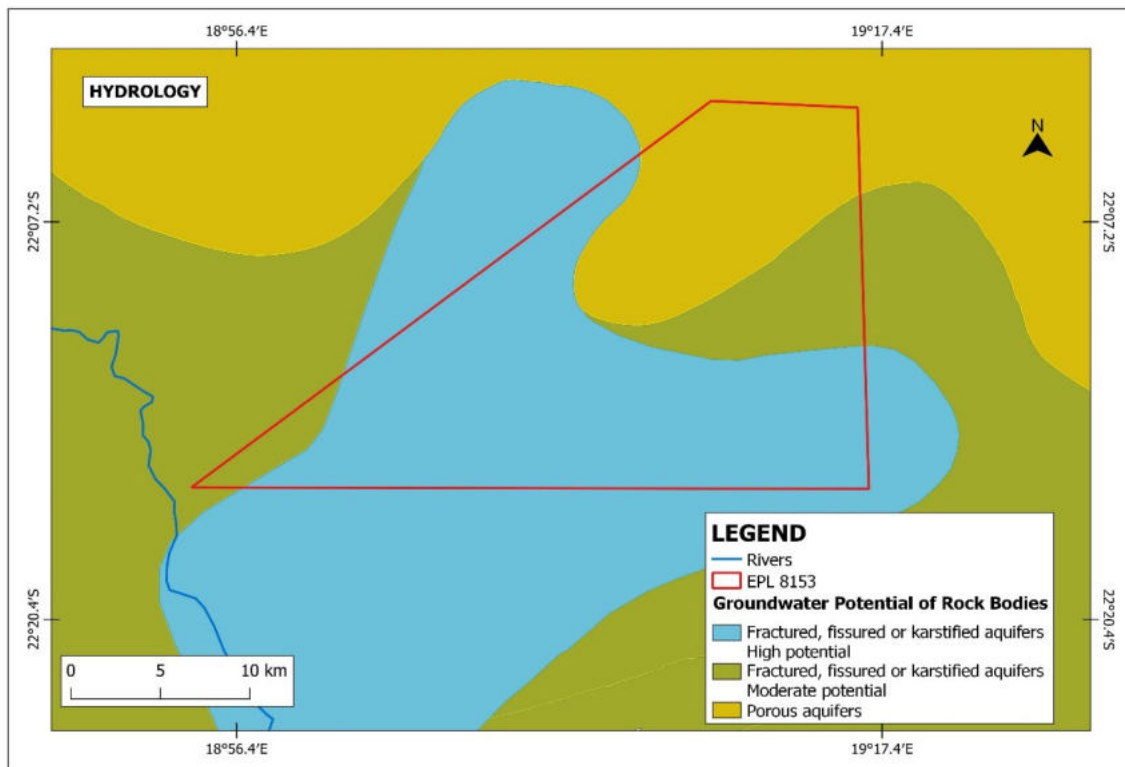 18°56.4'E 19°17.4'E
HYDROLOGY
N
22°07.2'S 22°07.2'S
22°20.4'S 22°20.4'S
LEGEND
Rivers
EPL 8153
Groundwater Potential of Rock Bodies
Fractured, fissured or karstified aquifers
High potential
Fractured, fissured or karstified aquifers
Moderate potential
Porous aquifers
0 5 10 km
18°56.4'E 19°17.4'E